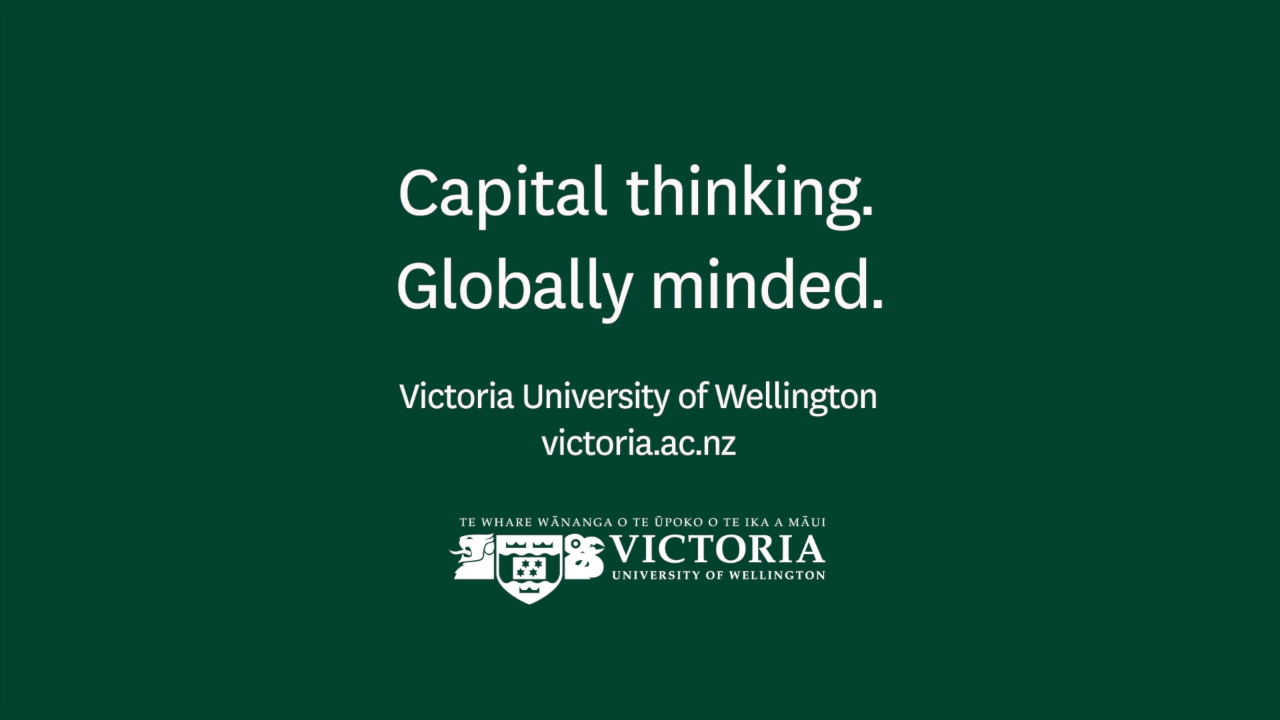 Capital thinking.
Globally minded.
Victoria University of Wellington
victoria.ac.nz
TE WHARE WĀNANGA O TE ŪPOKO O TE IKA A MĀUI
VICTORIA
UNIVERSITY OF WELLINGTON